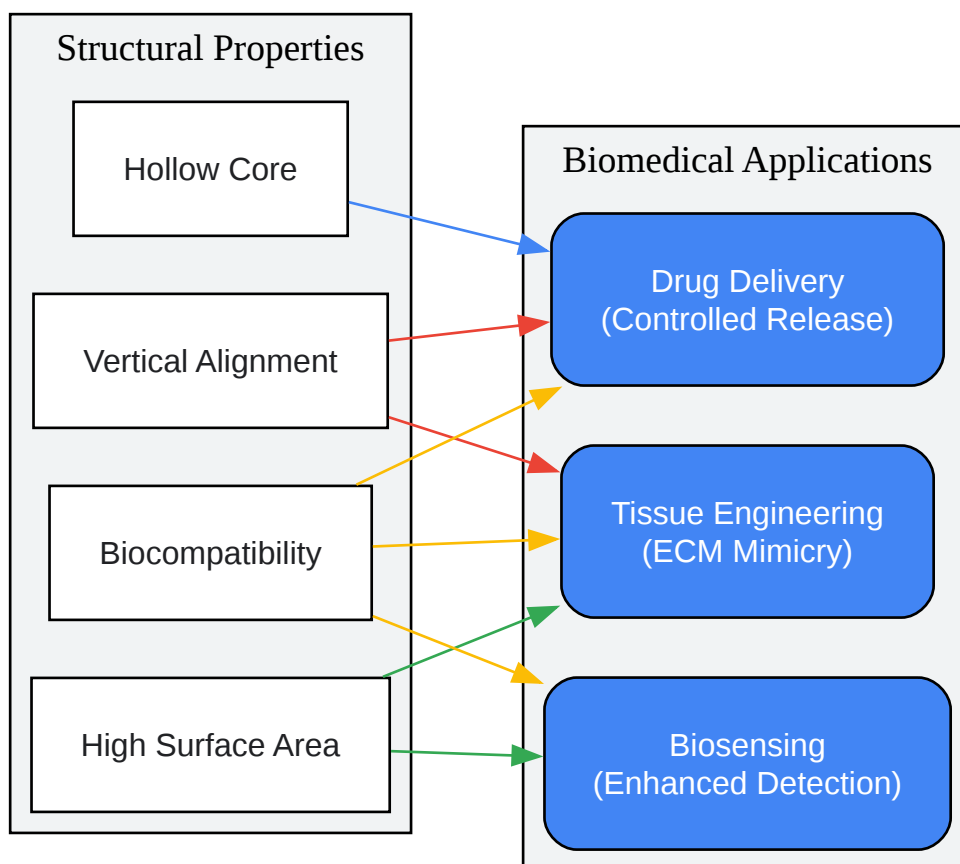 Structural Properties
Hollow Core
Vertical Alignment
Biocompatibility
High Surface Area
Biomedical Applications
Drug Delivery
(Controlled Release)
Tissue Engineering
(ECM Mimicry)
Biosensing
(Enhanced Detection)